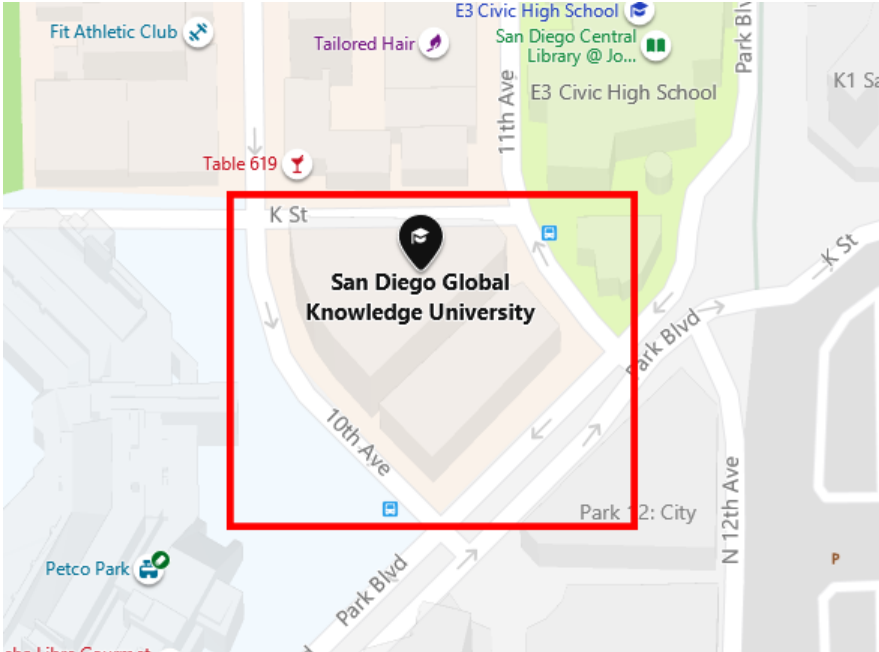 E3 Civic High School
Fit Athletic Club
Tailored Hair
San Diego Central
Library @ Jo...
Park
K1
E3 Civic High School
11th Ave
Table 619
K St
K St
San Diego Global
Knowledge University
Park Blvd
10th Ave
Park 12: City
N 12th Ave
P
Petco Park
Park Blvd